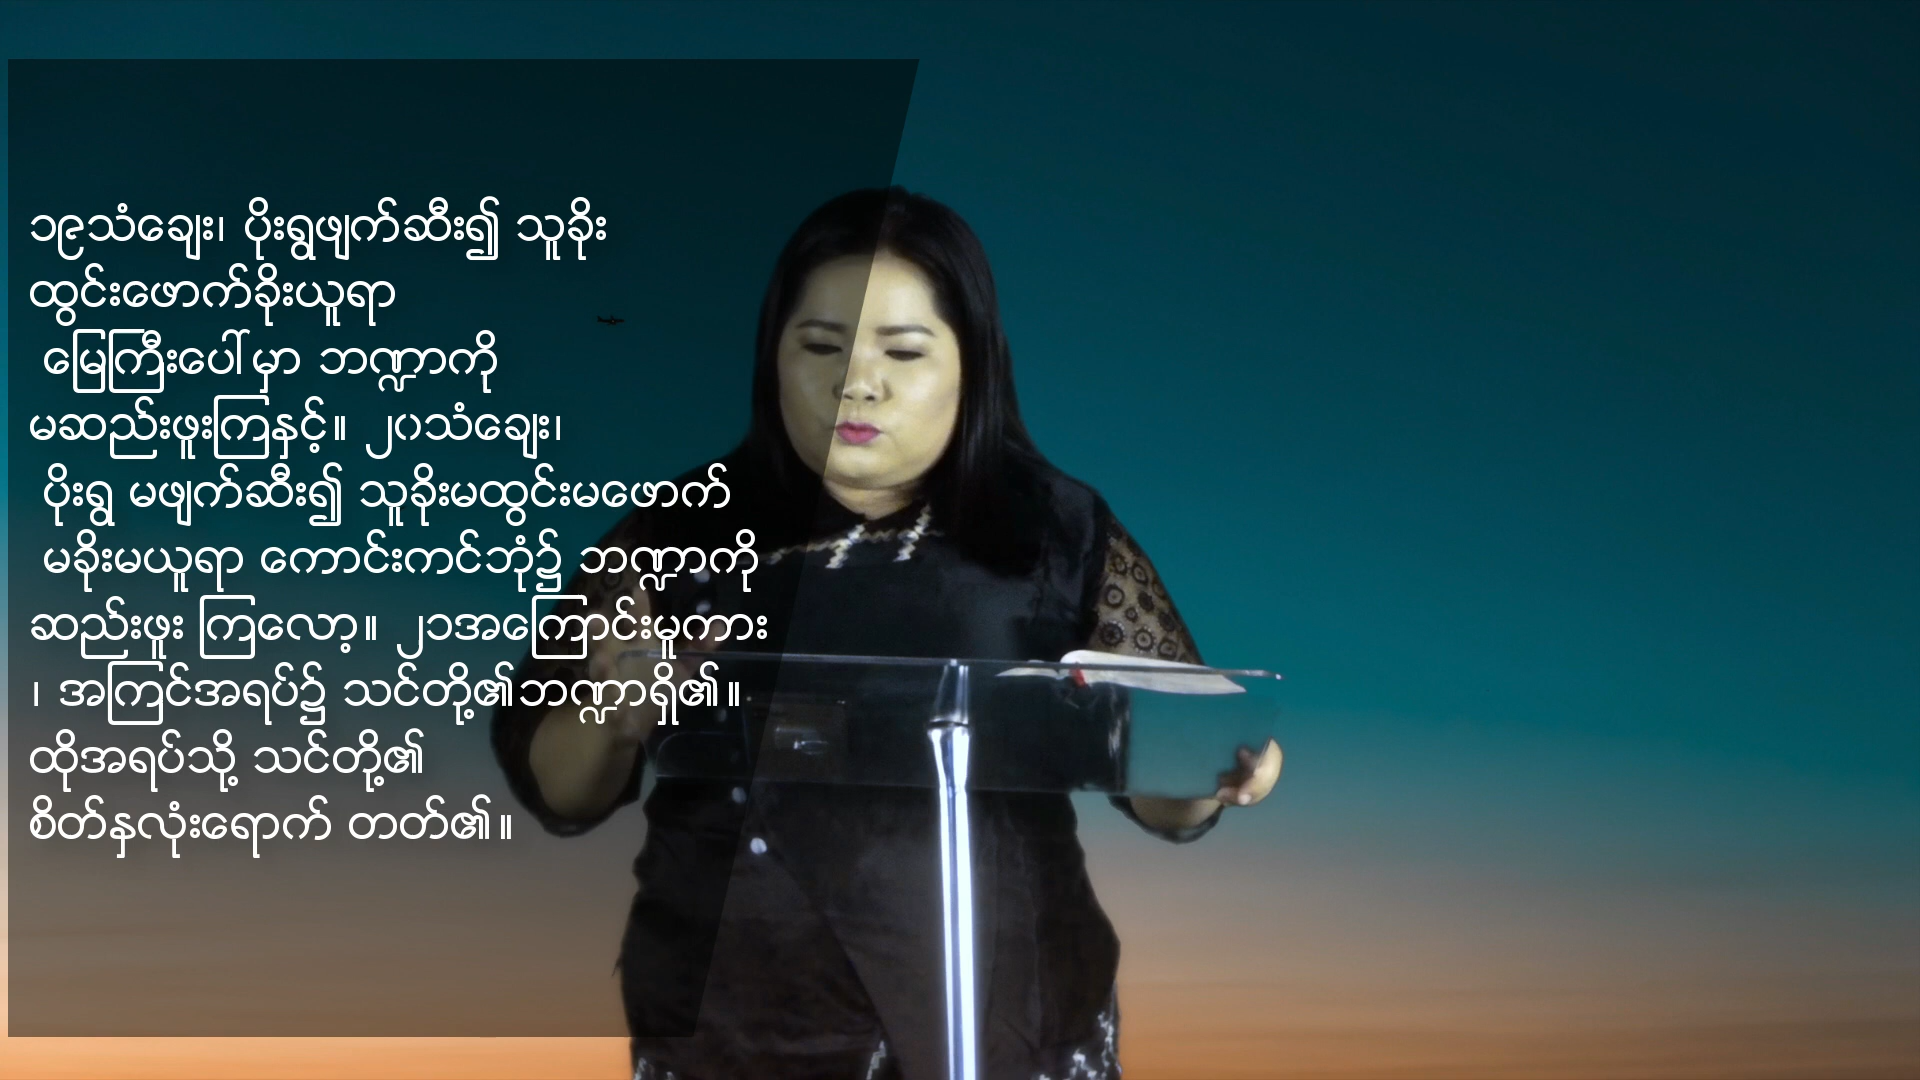 ၁၉သံချေး၊ ပိုးရွဖျက်ဆီး၍ သူခိုး
ထွင်းဖောက်ခိုးယူရာ
မြေကြီးပေါ်မှာ ဘဏ္ဍာကို
မဆည်းဖူးကြနှင့်။ ၂၀သံချေး၊
ပိုးရွ မဖျက်ဆီး၍ သူခိုးမထွင်းမဖောက်
မခိုးမယူရာ ကောင်းကင်ဘုံ၌ ဘဏ္ဍာကို
ဆည်းဖူး ကြလော့။ ၂၁အကြောင်းမူကား
၊ အကြင်အရပ်၌ သင်တို့၏ဘဏ္ဍာရှိ၏။
ထိုအရပ်သို့ သင်တို့၏
စိတ်နှလုံးရောက် တတ်၏။